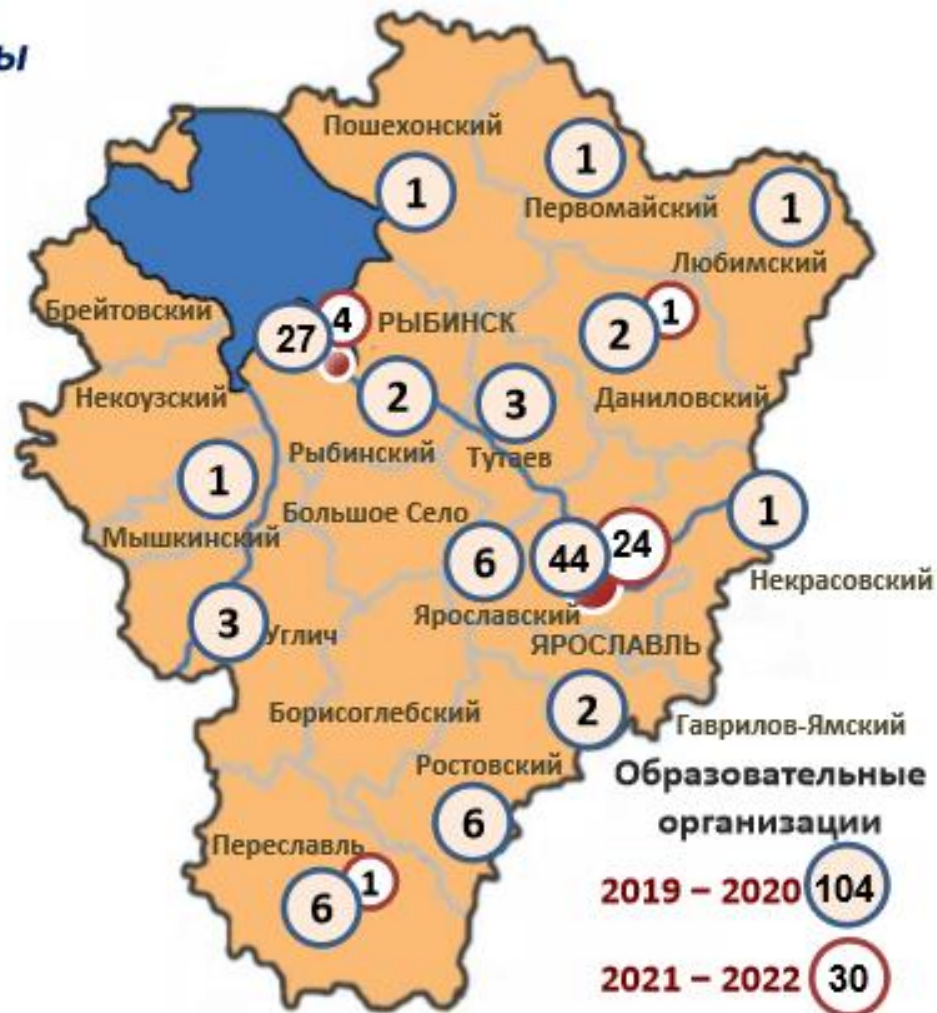 ы
Пошехонский
1
1
Первомайский
1
Любимский
Брейтовский
27
4
РЫБИНСК
2
1
Некоузский
2
3
Даниловский
Рыбинский
Тутаев
1
Мышкинский
Большое Село
6
44
24
1
Некрасовский
Ярославский
ЯРОСЛАВЛЬ
3
Углич
Борисоглебский
2
Гаврилов-Ямский
Ростовский
6
Переславль
6
1
Образовательные
организации
2019 – 2020 104
2021 – 2022 30